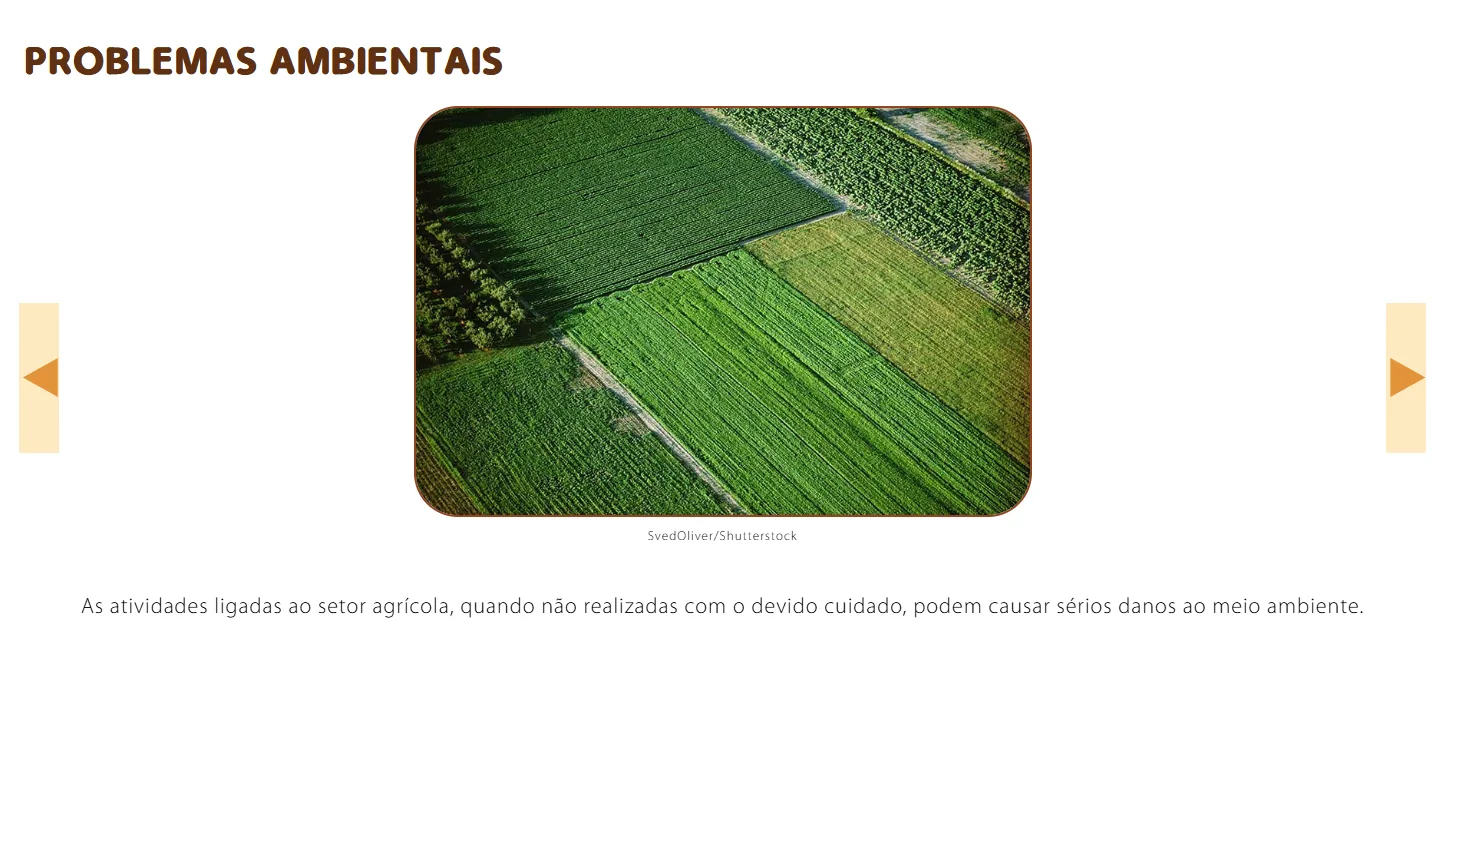 PROBLEMAS AMBIENTAIS
SvedOliver/Shutterstock
As atividades ligadas ao setor agrícola, quando não realizadas com o devido cuidado, podem causar sérios danos ao meio ambiente.